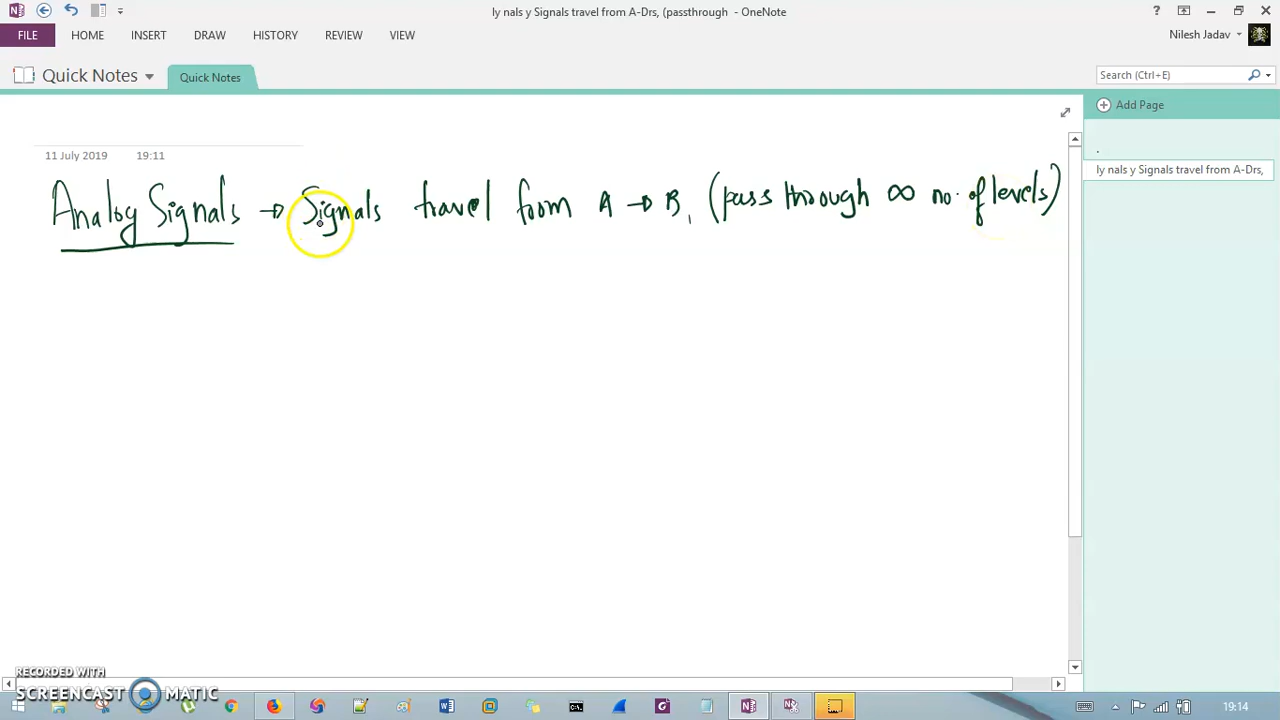 ly nals y Signals travel from A-Drs, (passthrough - OneNote
FILE HOME INSERT DRAW HISTORY REVIEW VIEW Nilesh Jadav
Quick Notes Quick Notes Search (Ctrl+E)
Add Page
11 July 2019 19:11
.
ly nals y Signals travel from A-Drs,
Analog Signals → Signals travel from A → B, (pass through ∞ no. of levels)
RECORDED WITH
SCREENCAST MATIC
19:14